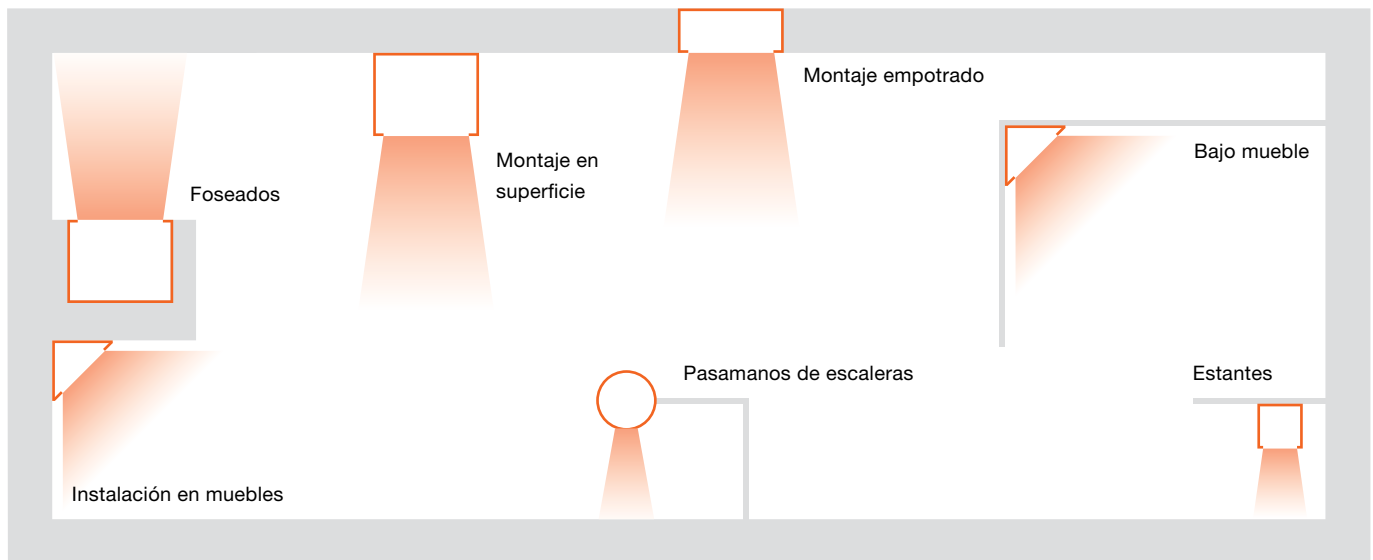 Montaje empotrado
Montaje en
superficie
Bajo mueble
Foseados
Pasamanos de escaleras
Estantes
Instalación en muebles